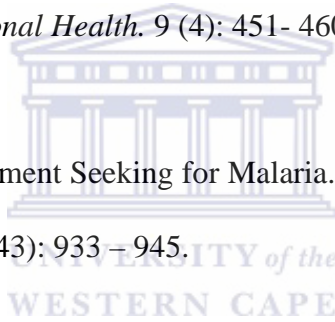 onal Health. 9 (4): 451- 460
ment Seeking for Malaria.
43): 933 – 945.
UNIVERSITY of the
WESTERN CAPE